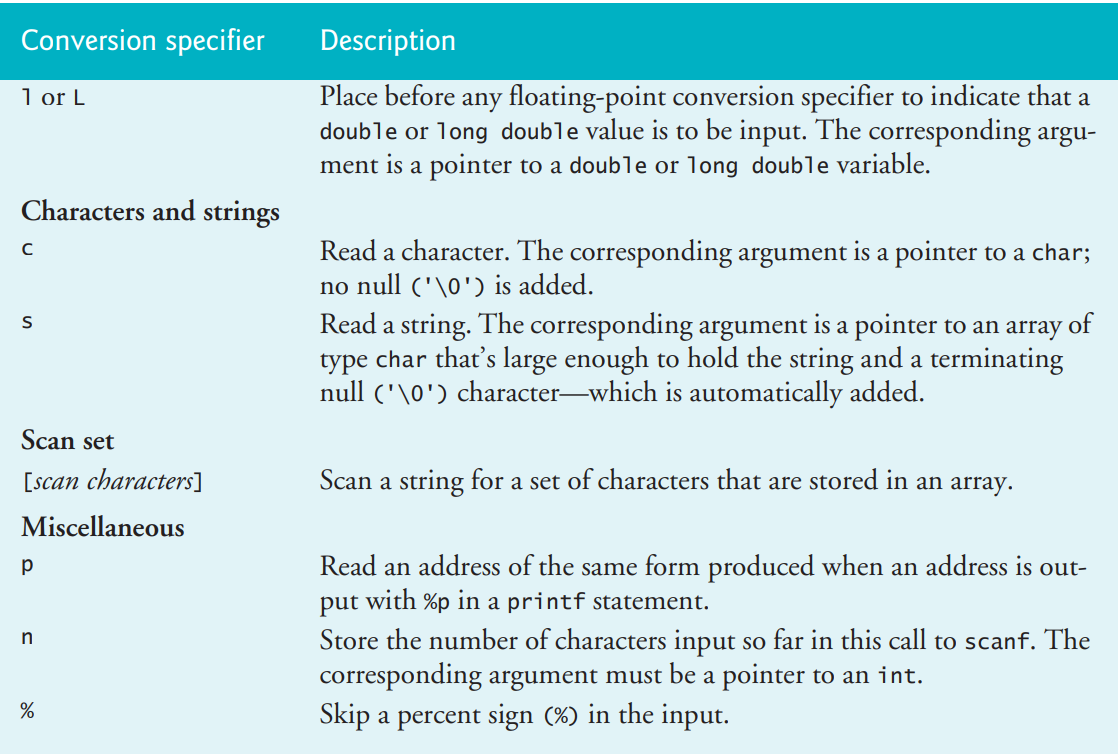 Conversion specifier Description
l or L Place before any floating-point conversion specifier to indicate that a
double or long double value is to be input. The corresponding argu-
ment is a pointer to a double or long double variable.
Characters and strings
c Read a character. The corresponding argument is a pointer to a char;
no null ('\0') is added.
s Read a string. The corresponding argument is a pointer to an array of
type char that’s large enough to hold the string and a terminating
null ('\0') character—which is automatically added.
Scan set
[scan characters] Scan a string for a set of characters that are stored in an array.
Miscellaneous
p Read an address of the same form produced when an address is out-
put with %p in a printf statement.
n Store the number of characters input so far in this call to scanf. The
corresponding argument must be a pointer to an int.
% Skip a percent sign (%) in the input.